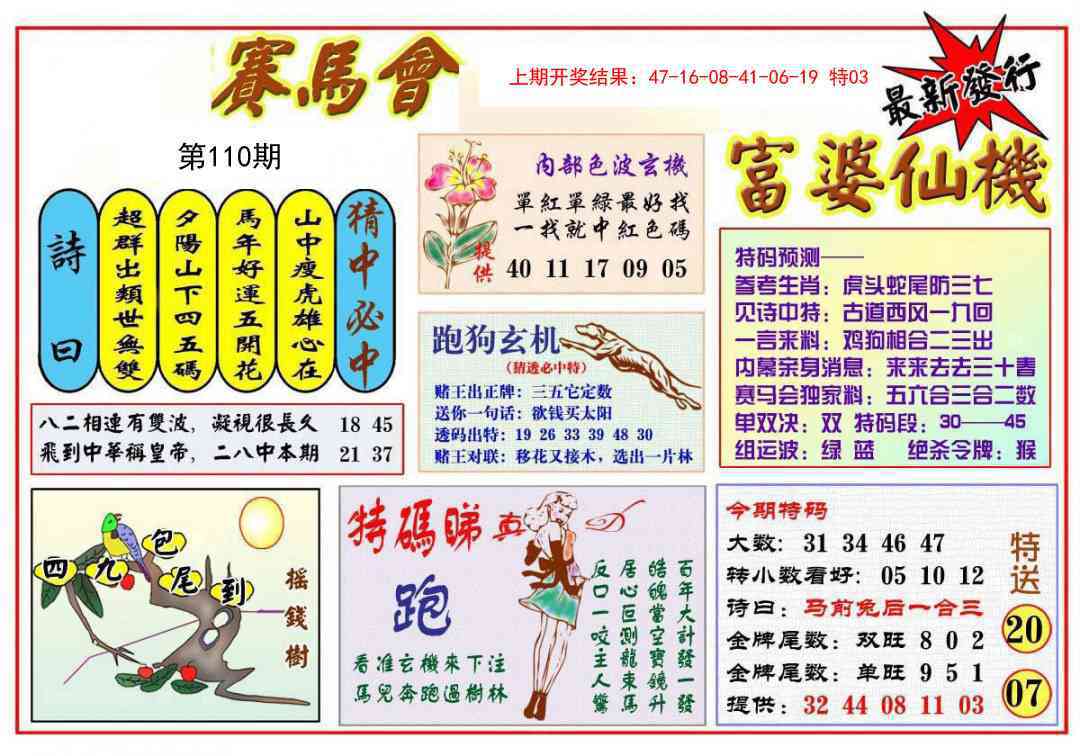 賽馬會
上期开奖结果：47-16-08-41-06-19 特03
最新發行
第110期
富婆仙機
猜中必中
山中瘦虎雄心在
馬年好運五開花
夕陽山下四五碼
超群出類世無雙
詩曰
八二相連有雙波，凝視很長久 18 45
飛到中華稱皇帝，二八中本期 21 37
內部色波玄機
單紅單綠最好找
一找就中紅色碼
提供
40 11 17 09 05
跑狗玄机
（猜透必中特）
赌王出正牌：三五它定数
送你一句话：欲钱买太阳
透码出特：19 26 33 39 48 30
赌王对联：移花又接木，选出一片林
特码预测——
参考生肖：虎头蛇尾防三七
见诗中特：古道西风一九回
一言来料：鸡狗相合二三出
内幕亲身消息：来来去去三十春
赛马会独家料：五六合三合二数
单双决：双 特码段：30——45
组运波：绿 蓝 绝杀令牌：猴
四九包尾到
搖錢樹
特碼睇真D
跑
看准玄機來下注
馬兒奔跑過樹林
百年大計發一發
皓魄當空寶鏡升
居心叵測龍東馬
反口一咬主人驚
今期特码
大数：31 34 46 47
转小数看好：05 10 12
诗曰：马前兔后一合三
金牌尾数：双旺 8 0 2
金牌尾数：单旺 9 5 1
提供：32 44 08 11 03
特送
20
07